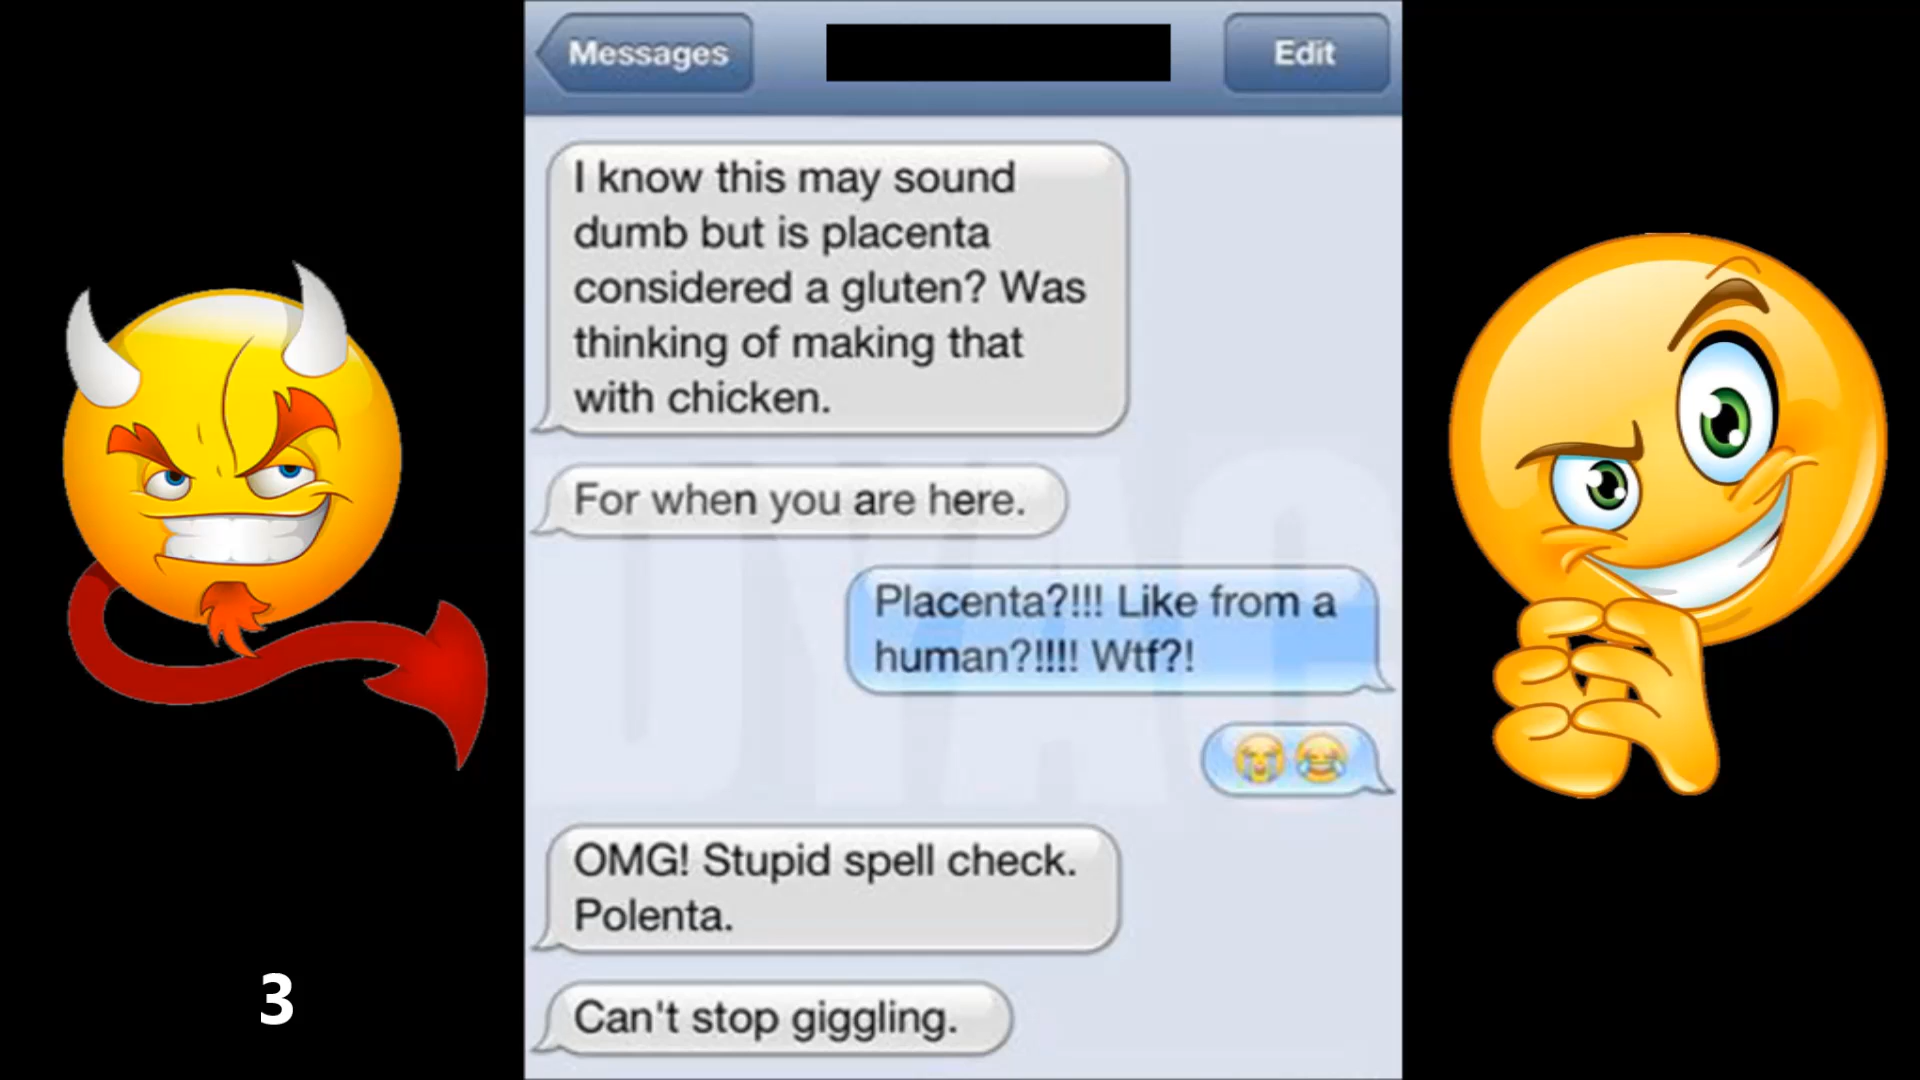 Messages
Edit
I know this may sound
dumb but is placenta
considered a gluten? Was
thinking of making that
with chicken.
For when you are here.
Placenta?!!! Like from a
human?!!!! Wtf?!
😭😂
OMG! Stupid spell check.
Polenta.
Can't stop giggling.
3
DYAC